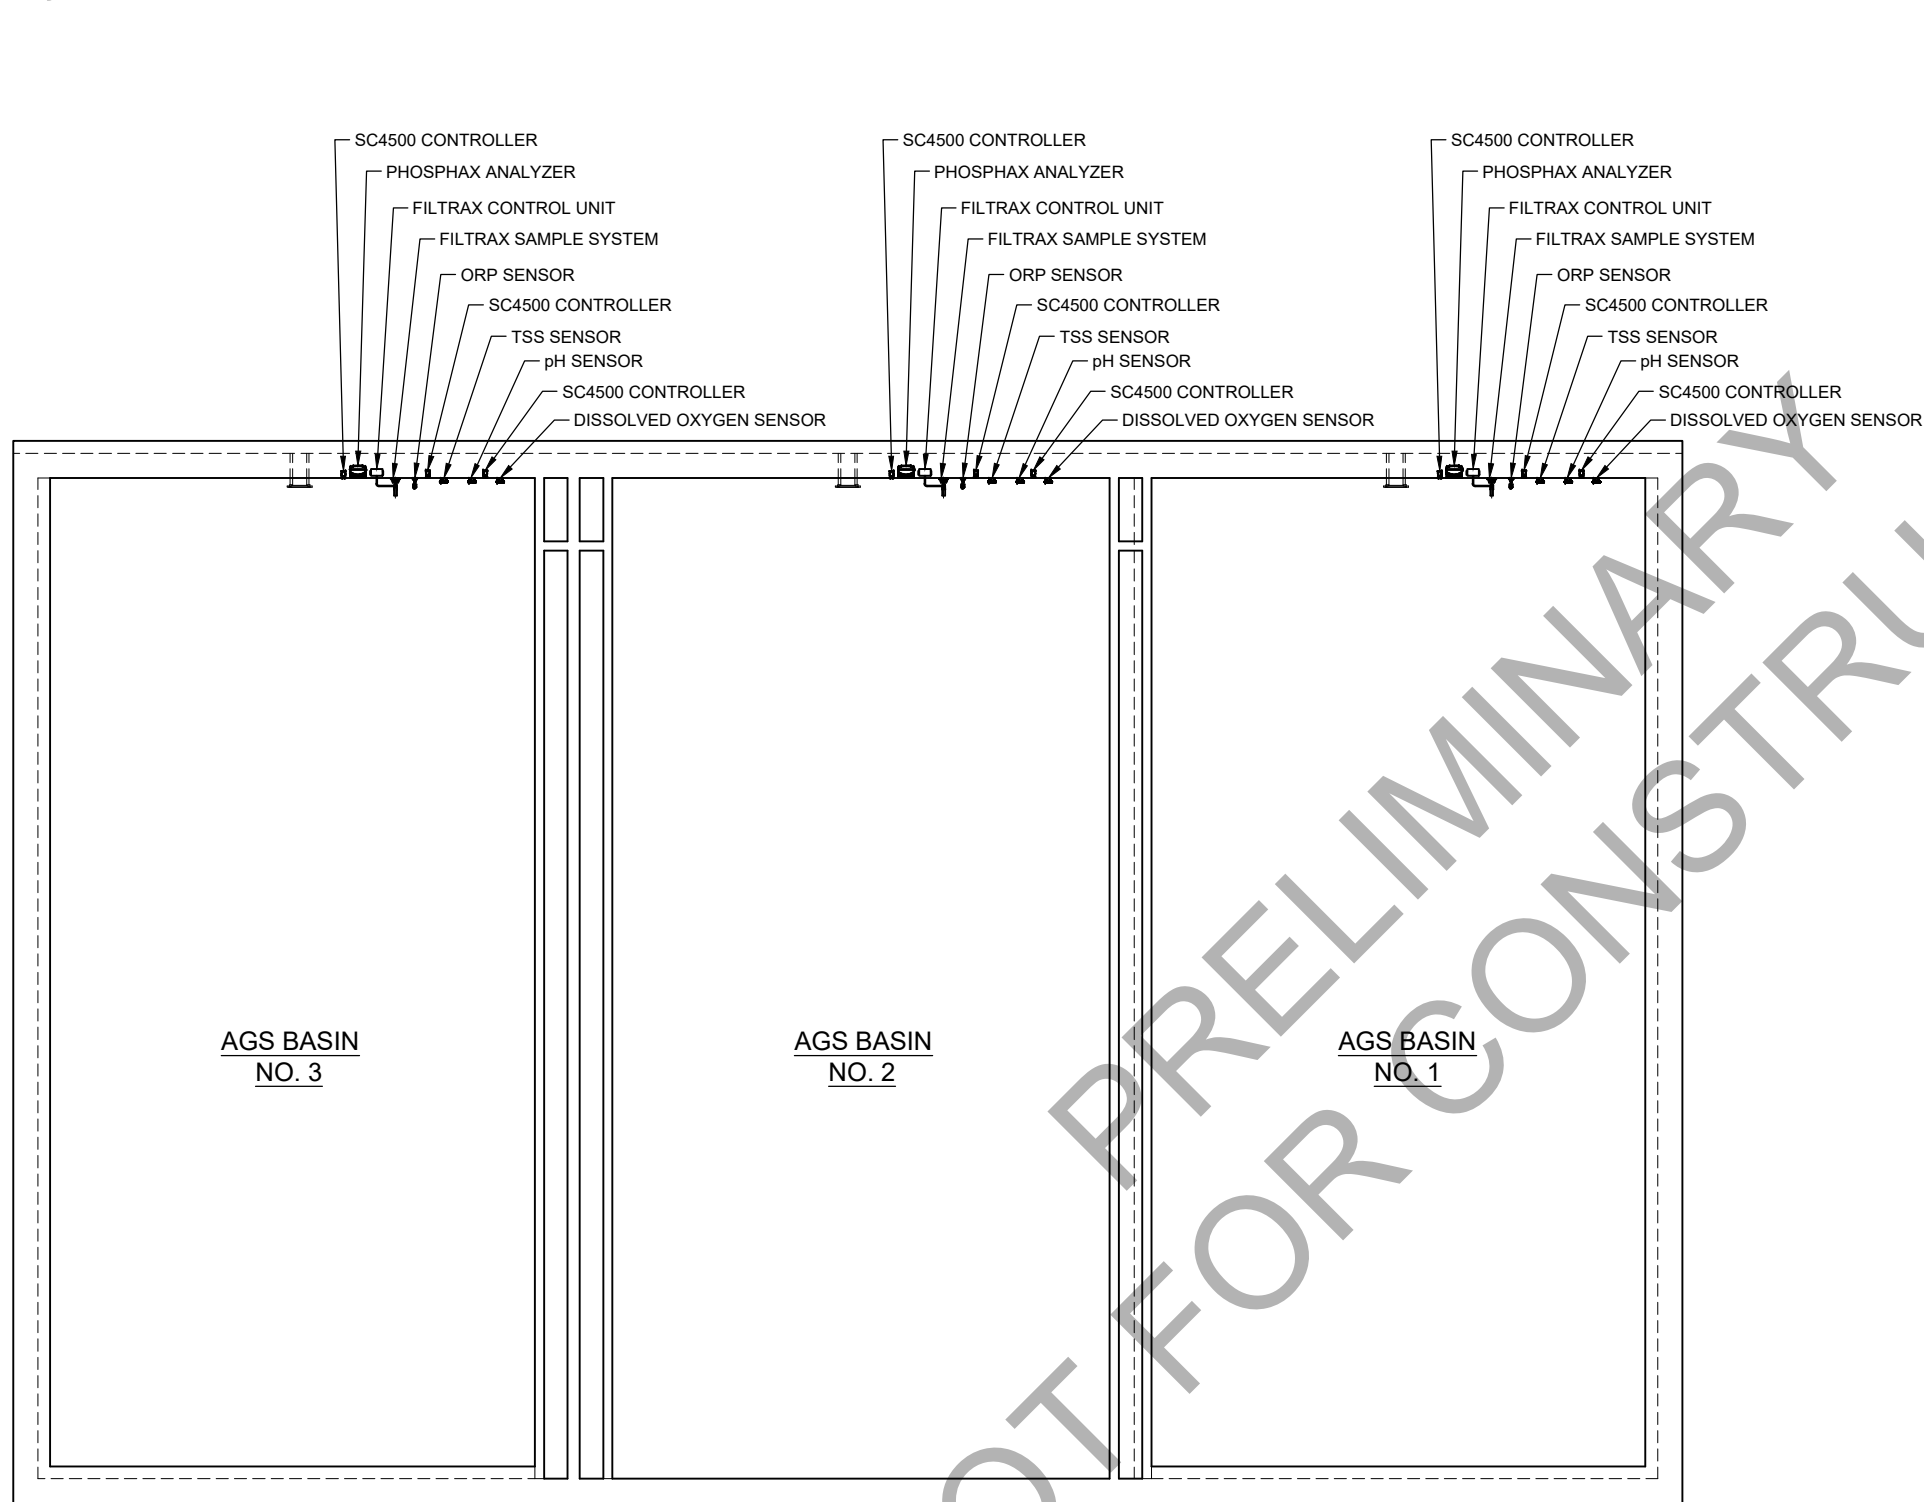 SC4500 CONTROLLER
PHOSPHAX ANALYZER
FILTRAX CONTROL UNIT
FILTRAX SAMPLE SYSTEM
ORP SENSOR
SC4500 CONTROLLER
TSS SENSOR
pH SENSOR
SC4500 CONTROLLER
DISSOLVED OXYGEN SENSOR
SC4500 CONTROLLER
PHOSPHAX ANALYZER
FILTRAX CONTROL UNIT
FILTRAX SAMPLE SYSTEM
ORP SENSOR
SC4500 CONTROLLER
TSS SENSOR
pH SENSOR
SC4500 CONTROLLER
DISSOLVED OXYGEN SENSOR
SC4500 CONTROLLER
PHOSPHAX ANALYZER
FILTRAX CONTROL UNIT
FILTRAX SAMPLE SYSTEM
ORP SENSOR
SC4500 CONTROLLER
TSS SENSOR
pH SENSOR
SC4500 CONTROLLER
DISSOLVED OXYGEN SENSOR
AGS BASIN
NO. 3
AGS BASIN
NO. 2
AGS BASIN
NO. 1
PRELIMINARY
OT FOR CONSTRU